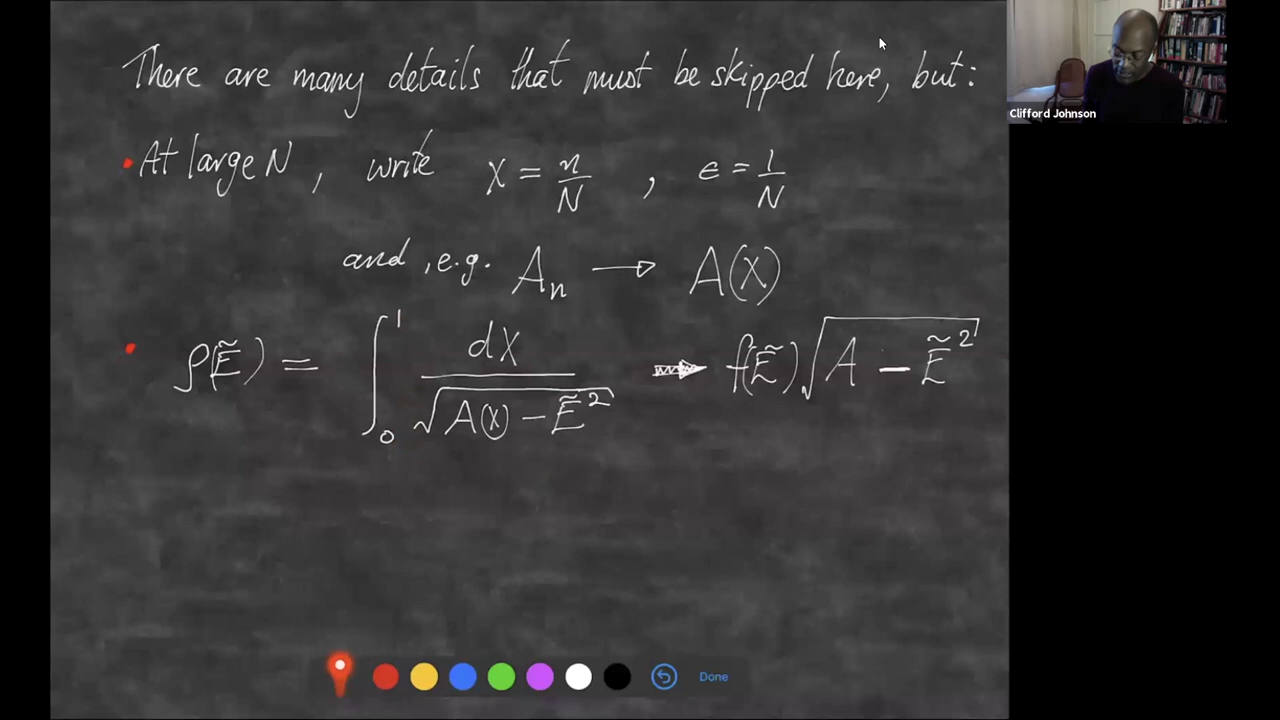 There are many details that must be skipped here, but:
Clifford Johnson
• At large N , write X = n/N , ϵ = 1/N
and , e.g. Aₙ → A(X)
• ρ(Ẽ) = ∫₀¹ dX / √(A(X) − Ẽ²) → f(Ẽ)√(A − Ẽ²)
Done